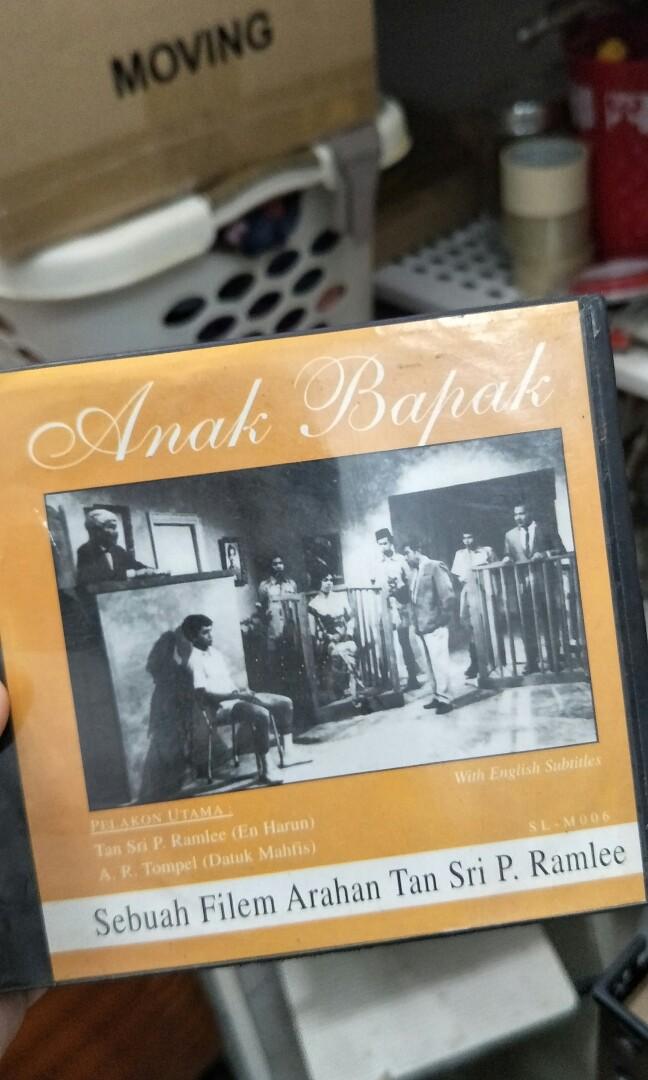 MOVING
Anak Bapak
With English Subtitles
PELAKON UTAMA :
Tan Sri P. Ramlee (En Harun)
A. R. Tompel (Datuk Mahfis)
SL-M006
Sebuah Filem Arahan Tan Sri P. Ramlee